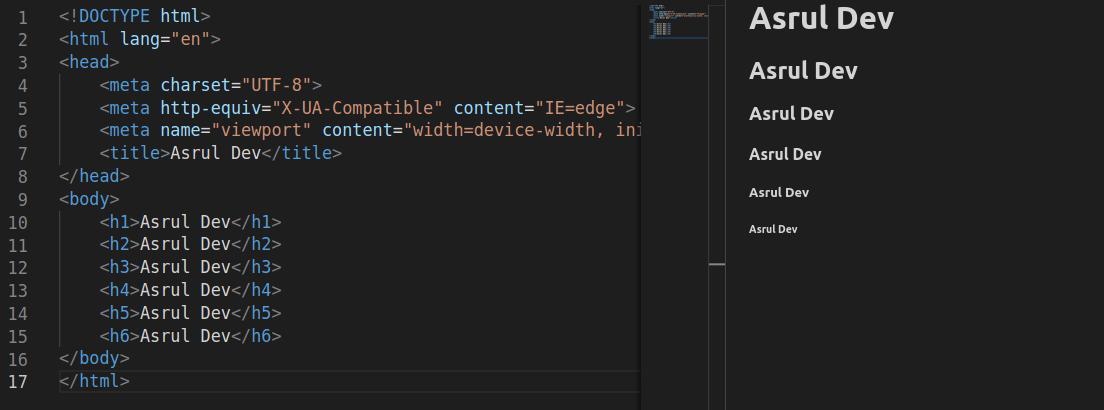 1 <!DOCTYPE html>
2 <html lang="en">
3 <head>
4     <meta charset="UTF-8">
5     <meta http-equiv="X-UA-Compatible" content="IE=edge">
6     <meta name="viewport" content="width=device-width, ini
7     <title>Asrul Dev</title>
8 </head>
9 <body>
10     <h1>Asrul Dev</h1>
11     <h2>Asrul Dev</h2>
12     <h3>Asrul Dev</h3>
13     <h4>Asrul Dev</h4>
14     <h5>Asrul Dev</h5>
15     <h6>Asrul Dev</h6>
16 </body>
17 </html>
Asrul Dev
Asrul Dev
Asrul Dev
Asrul Dev
Asrul Dev
Asrul Dev